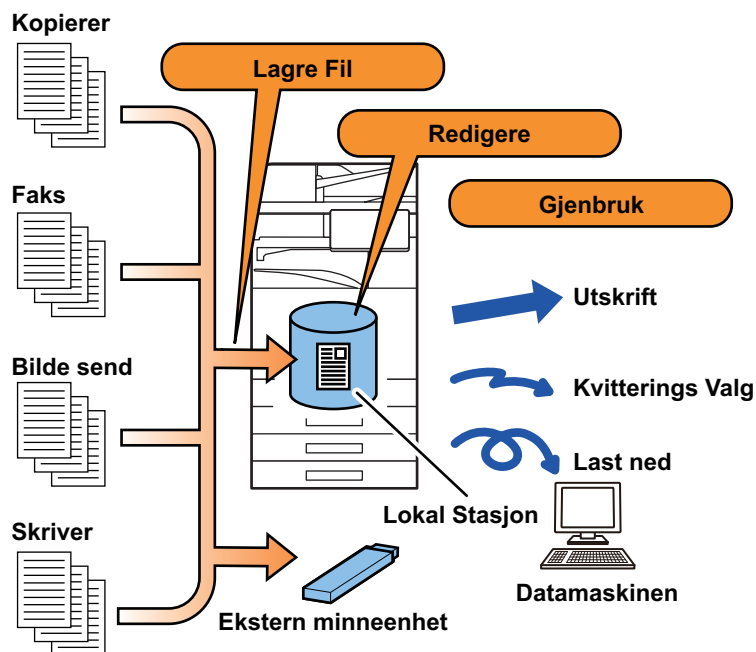 Kopierer
Lagre Fil
Redigere
Faks
Gjenbruk
Utskrift
Bilde send
Kvitterings Valg
Last ned
Lokal Stasjon
Skriver
Datamaskinen
Ekstern minneenhet